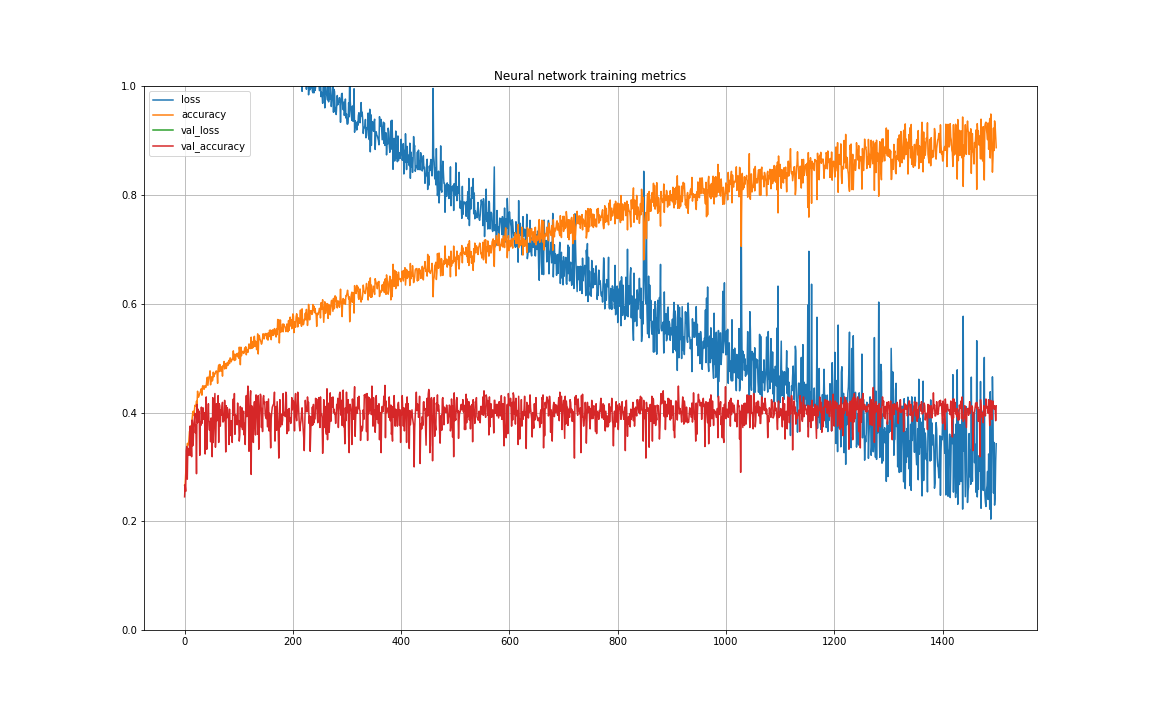 Neural network training metrics
1.0
loss
accuracy
val_loss
val_accuracy
0.8
0.6
0.4
0.2
0.0
0 200 400 600 800 1000 1200 1400